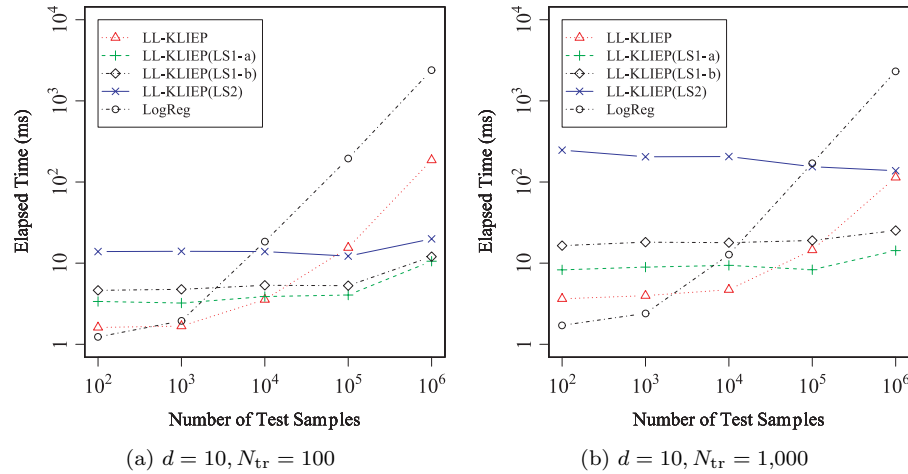 10^4
10^3
10^2
10
1
Elapsed Time (ms)
LL-KLIEP
LL-KLIEP(LS1-a)
LL-KLIEP(LS1-b)
LL-KLIEP(LS2)
LogReg
10^2 10^3 10^4 10^5 10^6
Number of Test Samples
(a) d = 10, N_tr = 100
10^4
10^3
10^2
10
1
Elapsed Time (ms)
LL-KLIEP
LL-KLIEP(LS1-a)
LL-KLIEP(LS1-b)
LL-KLIEP(LS2)
LogReg
10^2 10^3 10^4 10^5 10^6
Number of Test Samples
(b) d = 10, N_tr = 1,000